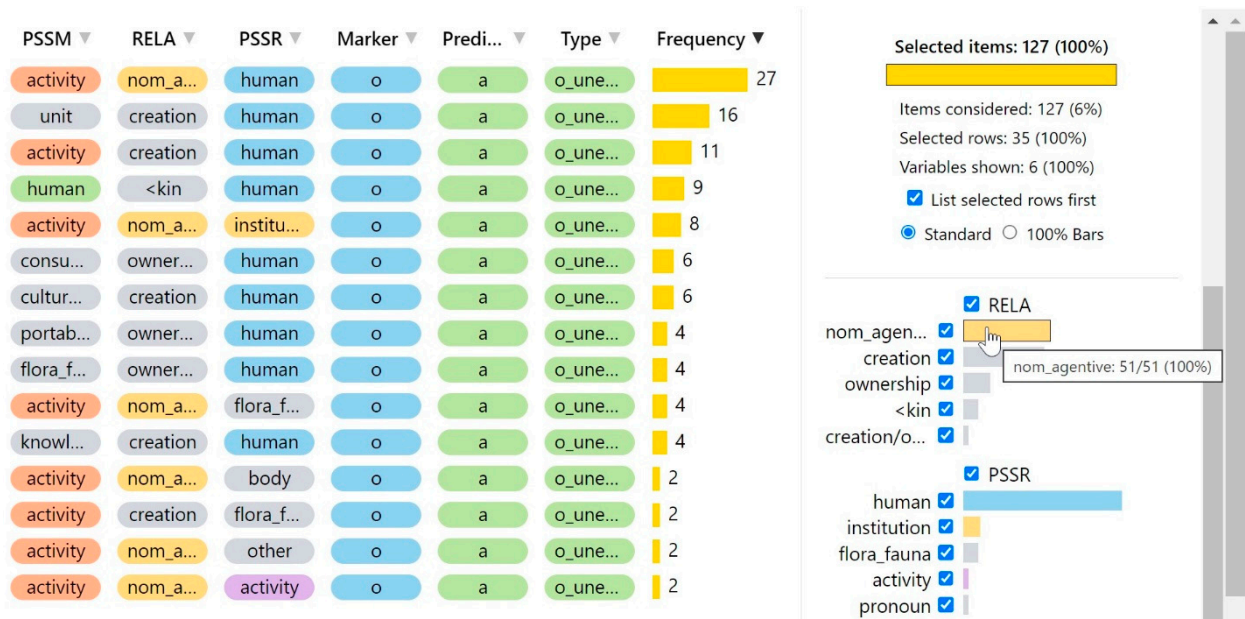 PSSM RELA PSSR Marker Predi... Type Frequency
activity nom_a... human o a o_une... 27
unit creation human o a o_une... 16
activity creation human o a o_une... 11
human <kin human o a o_une... 9
activity nom_a... institu... o a o_une... 8
consu... owner... human o a o_une... 6
cultur... creation human o a o_une... 6
portab... owner... human o a o_une... 4
flora_f... owner... human o a o_une... 4
activity nom_a... flora_f... o a o_une... 4
knowl... creation human o a o_une... 4
activity nom_a... body o a o_une... 2
activity creation flora_f... o a o_une... 2
activity nom_a... other o a o_une... 2
activity nom_a... activity o a o_une... 2
Selected items: 127 (100%)
Items considered: 127 (6%)
Selected rows: 35 (100%)
Variables shown: 6 (100%)
List selected rows first
Standard 100% Bars
RELA
nom_agen...
creation
nom_agentive: 51/51 (100%)
ownership
<kin
creation/o...
PSSR
human
institution
flora_fauna
activity
pronoun